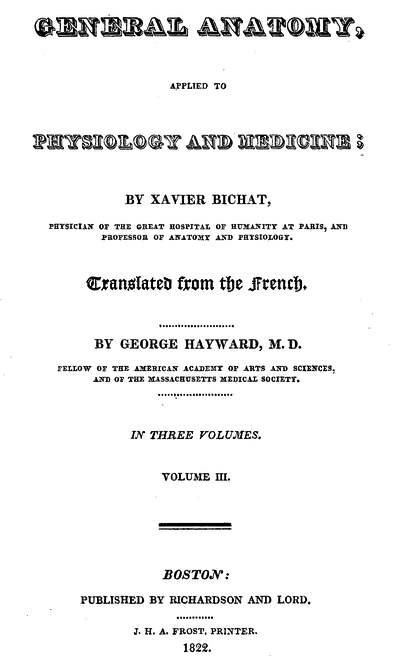 GENERAL ANATOMY,
APPLIED TO
PHYSIOLOGY AND MEDICINE;
BY XAVIER BICHAT,
PHYSICIAN OF THE GREAT HOSPITAL OF HUMANITY AT PARIS, AND
PROFESSOR OF ANATOMY AND PHYSIOLOGY.
Translated from the French.
BY GEORGE HAYWARD, M. D.
FELLOW OF THE AMERICAN ACADEMY OF ARTS AND SCIENCES,
AND OF THE MASSACHUSETTS MEDICAL SOCIETY.
IN THREE VOLUMES.
VOLUME III.
BOSTON:
PUBLISHED BY RICHARDSON AND LORD.
J. H. A. FROST, PRINTER.
1822.